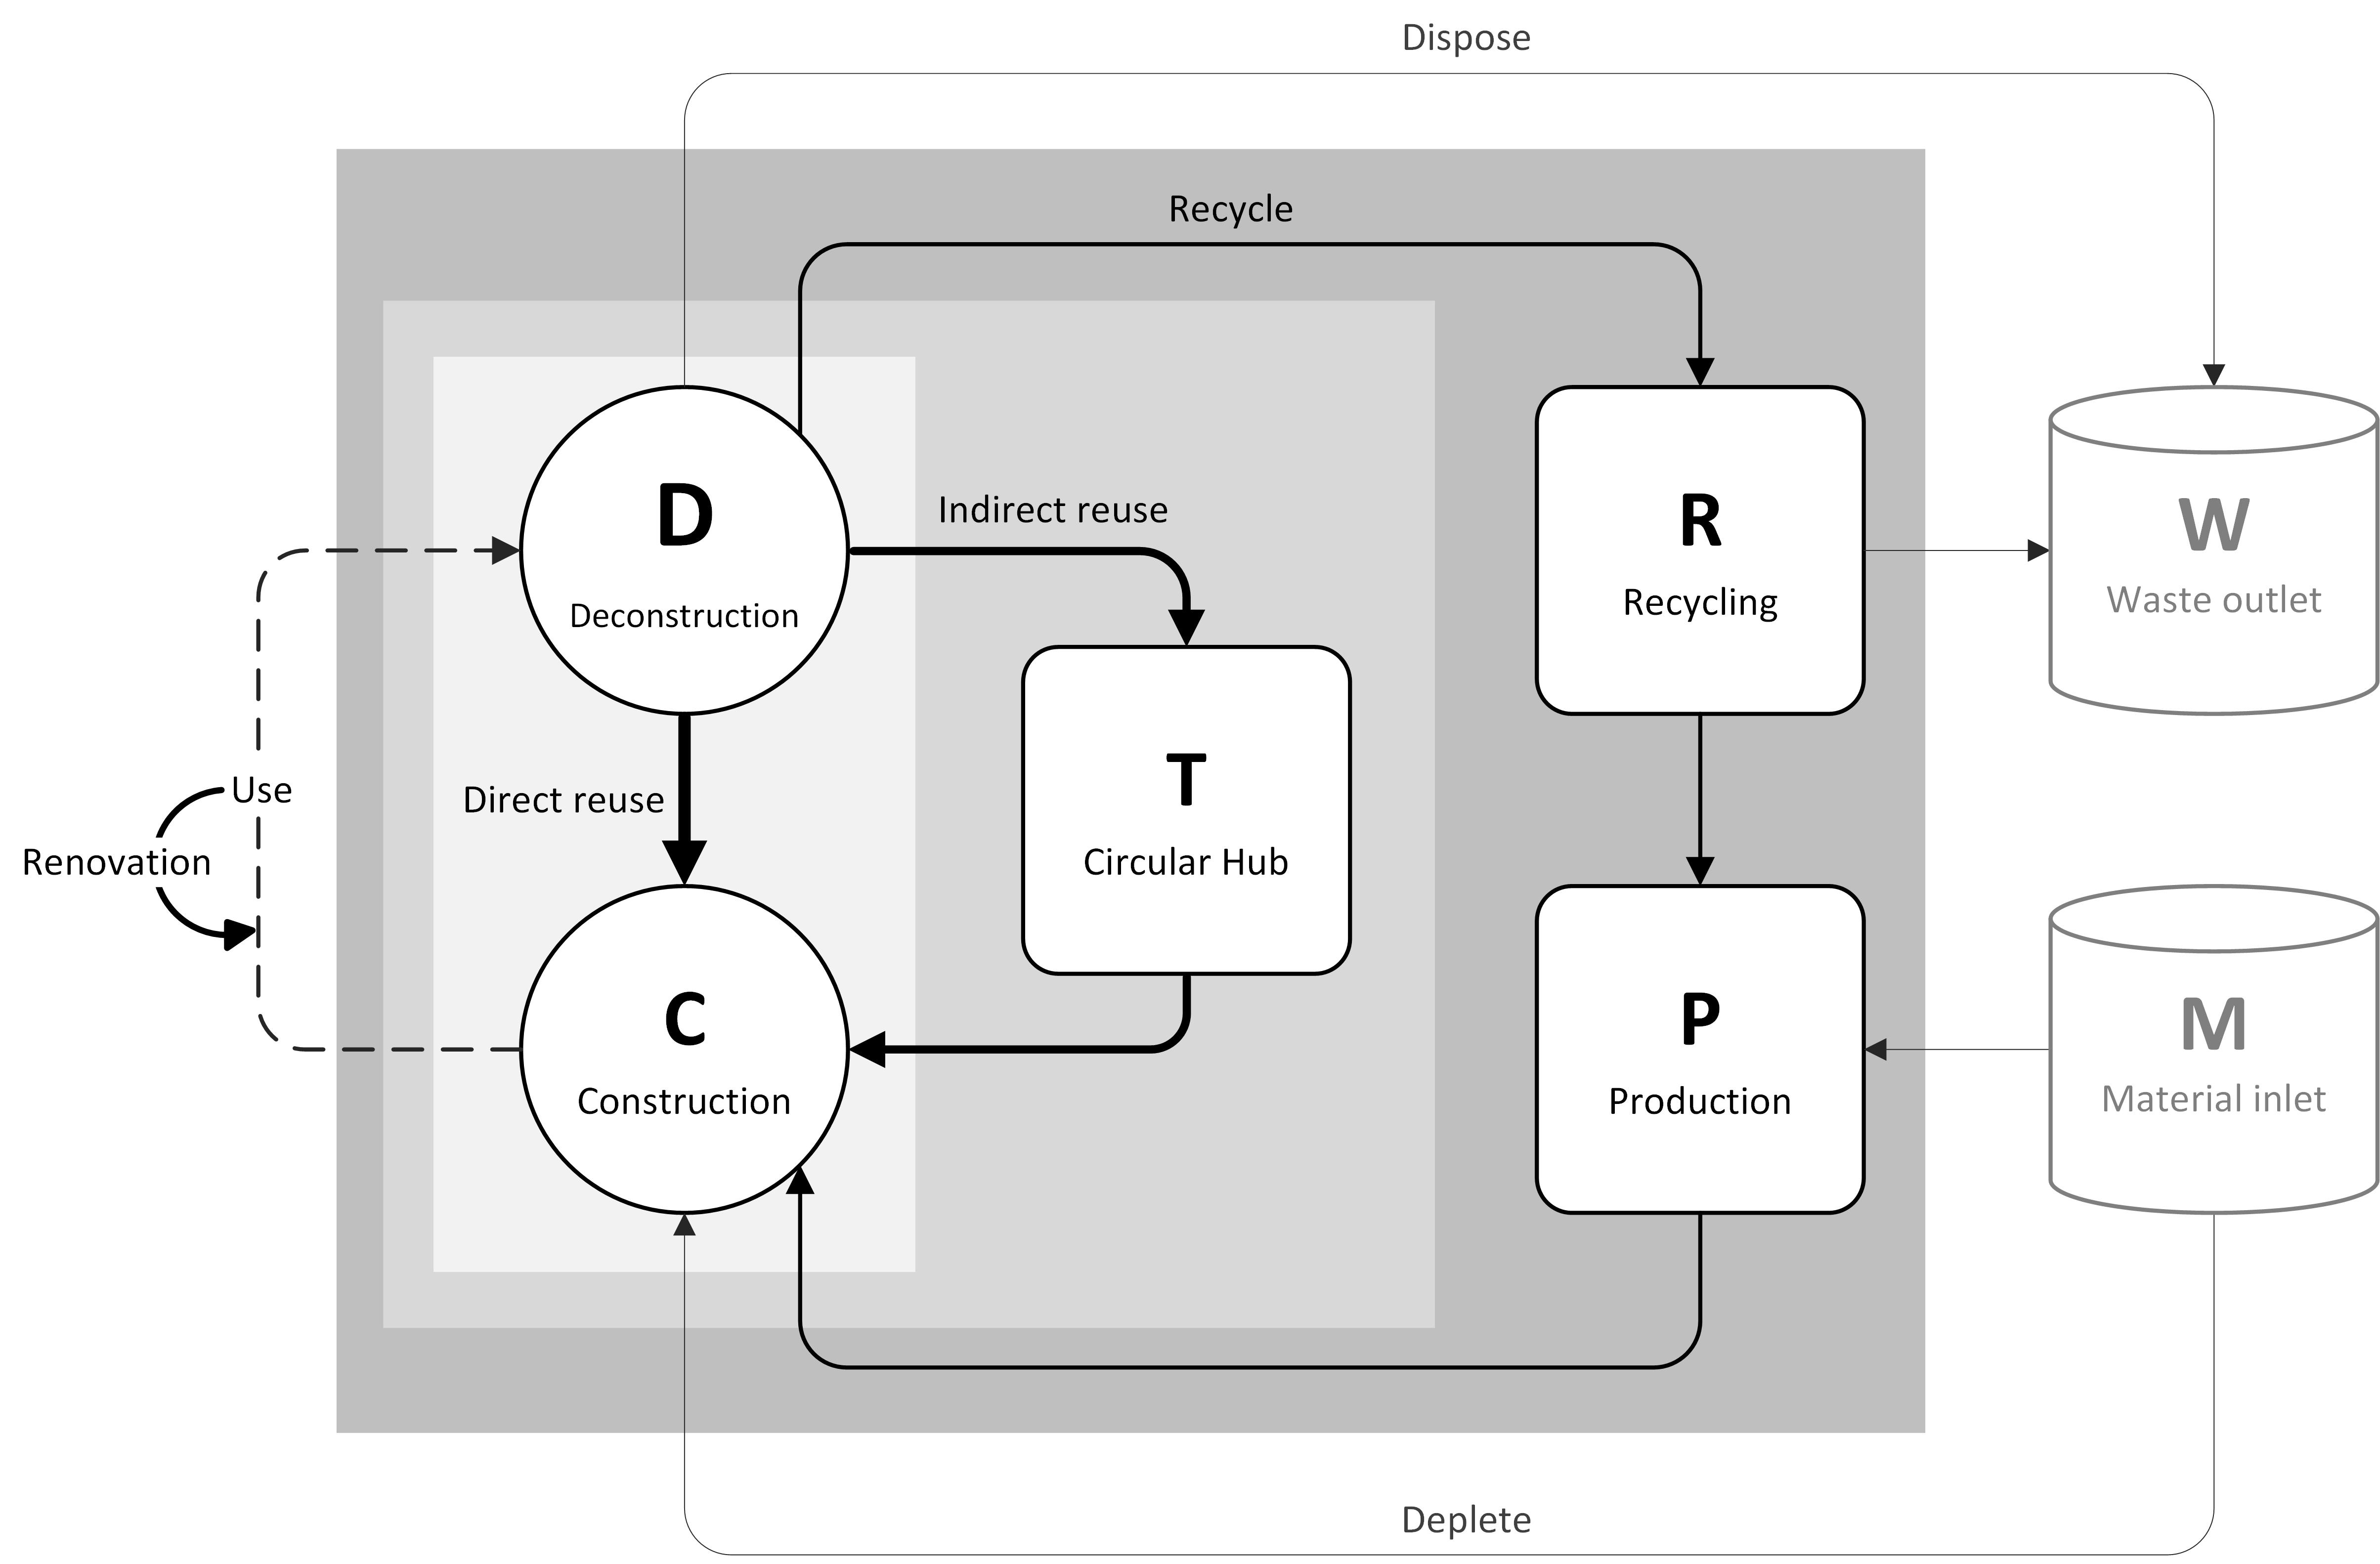 Dispose
Recycle
D
Deconstruction
Indirect reuse
R
Recycling
W
Waste outlet
Use
Renovation
Direct reuse
T
Circular Hub
C
Construction
P
Production
M
Material inlet
Deplete